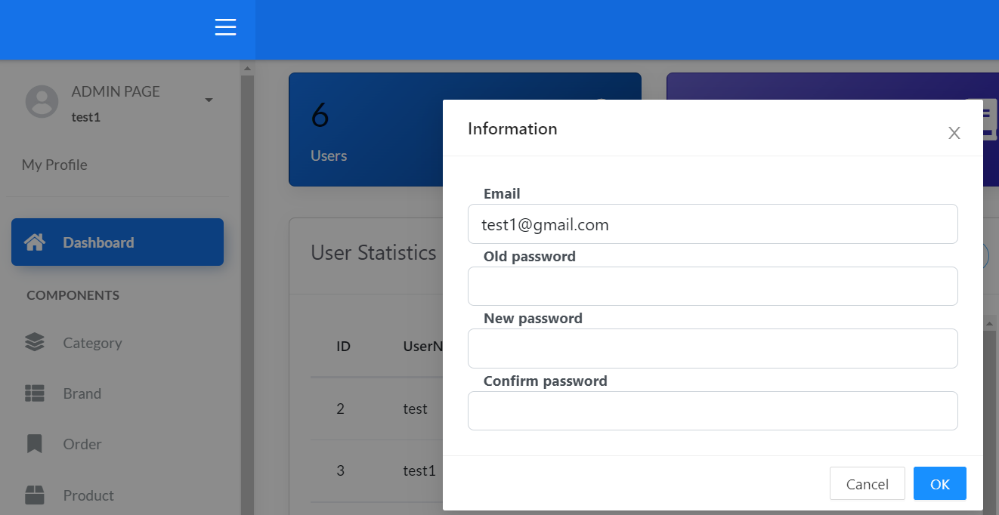 ADMIN PAGE
test1
My Profile
Dashboard
COMPONENTS
Category
Brand
Order
Product
6
Users
User Statistics
ID UserN
2 test
3 test1
Information
X
Email
test1@gmail.com
Old password
New password
Confirm password
Cancel OK